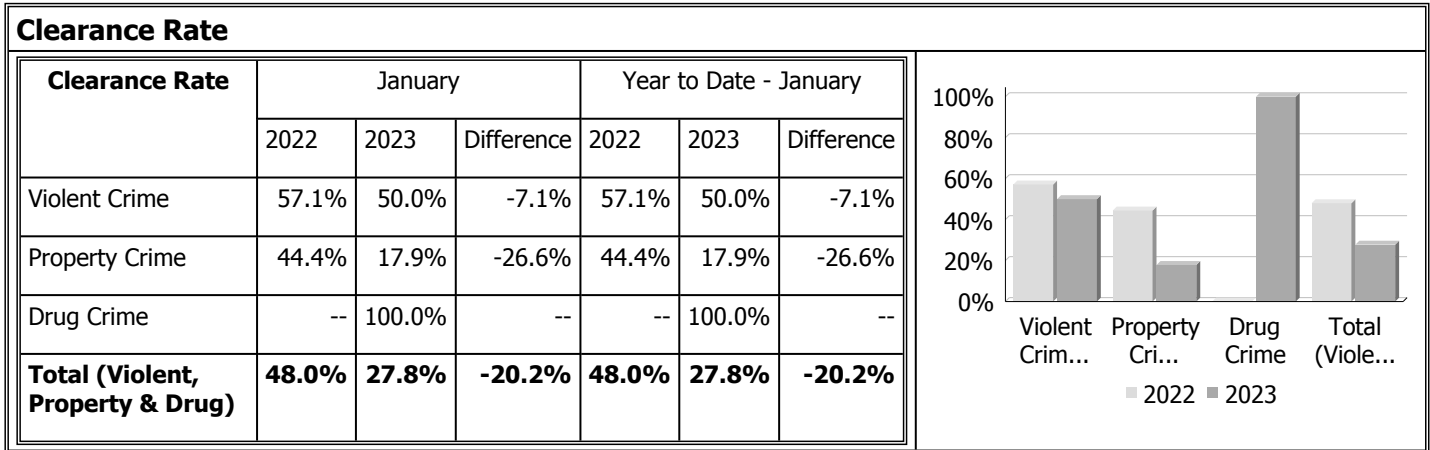 Clearance Rate
Clearance Rate January Year to Date - January
2022 2023 Difference 2022 2023 Difference
Violent Crime 57.1% 50.0% -7.1% 57.1% 50.0% -7.1%
Property Crime 44.4% 17.9% -26.6% 44.4% 17.9% -26.6%
Drug Crime -- 100.0% -- -- 100.0% --
Total (Violent, 48.0% 27.8% -20.2% 48.0% 27.8% -20.2%
Property & Drug)
100%
80%
60%
40%
20%
0%
Violent Property Drug Total
Crim... Cri... Crime (Viole...
2022 2023